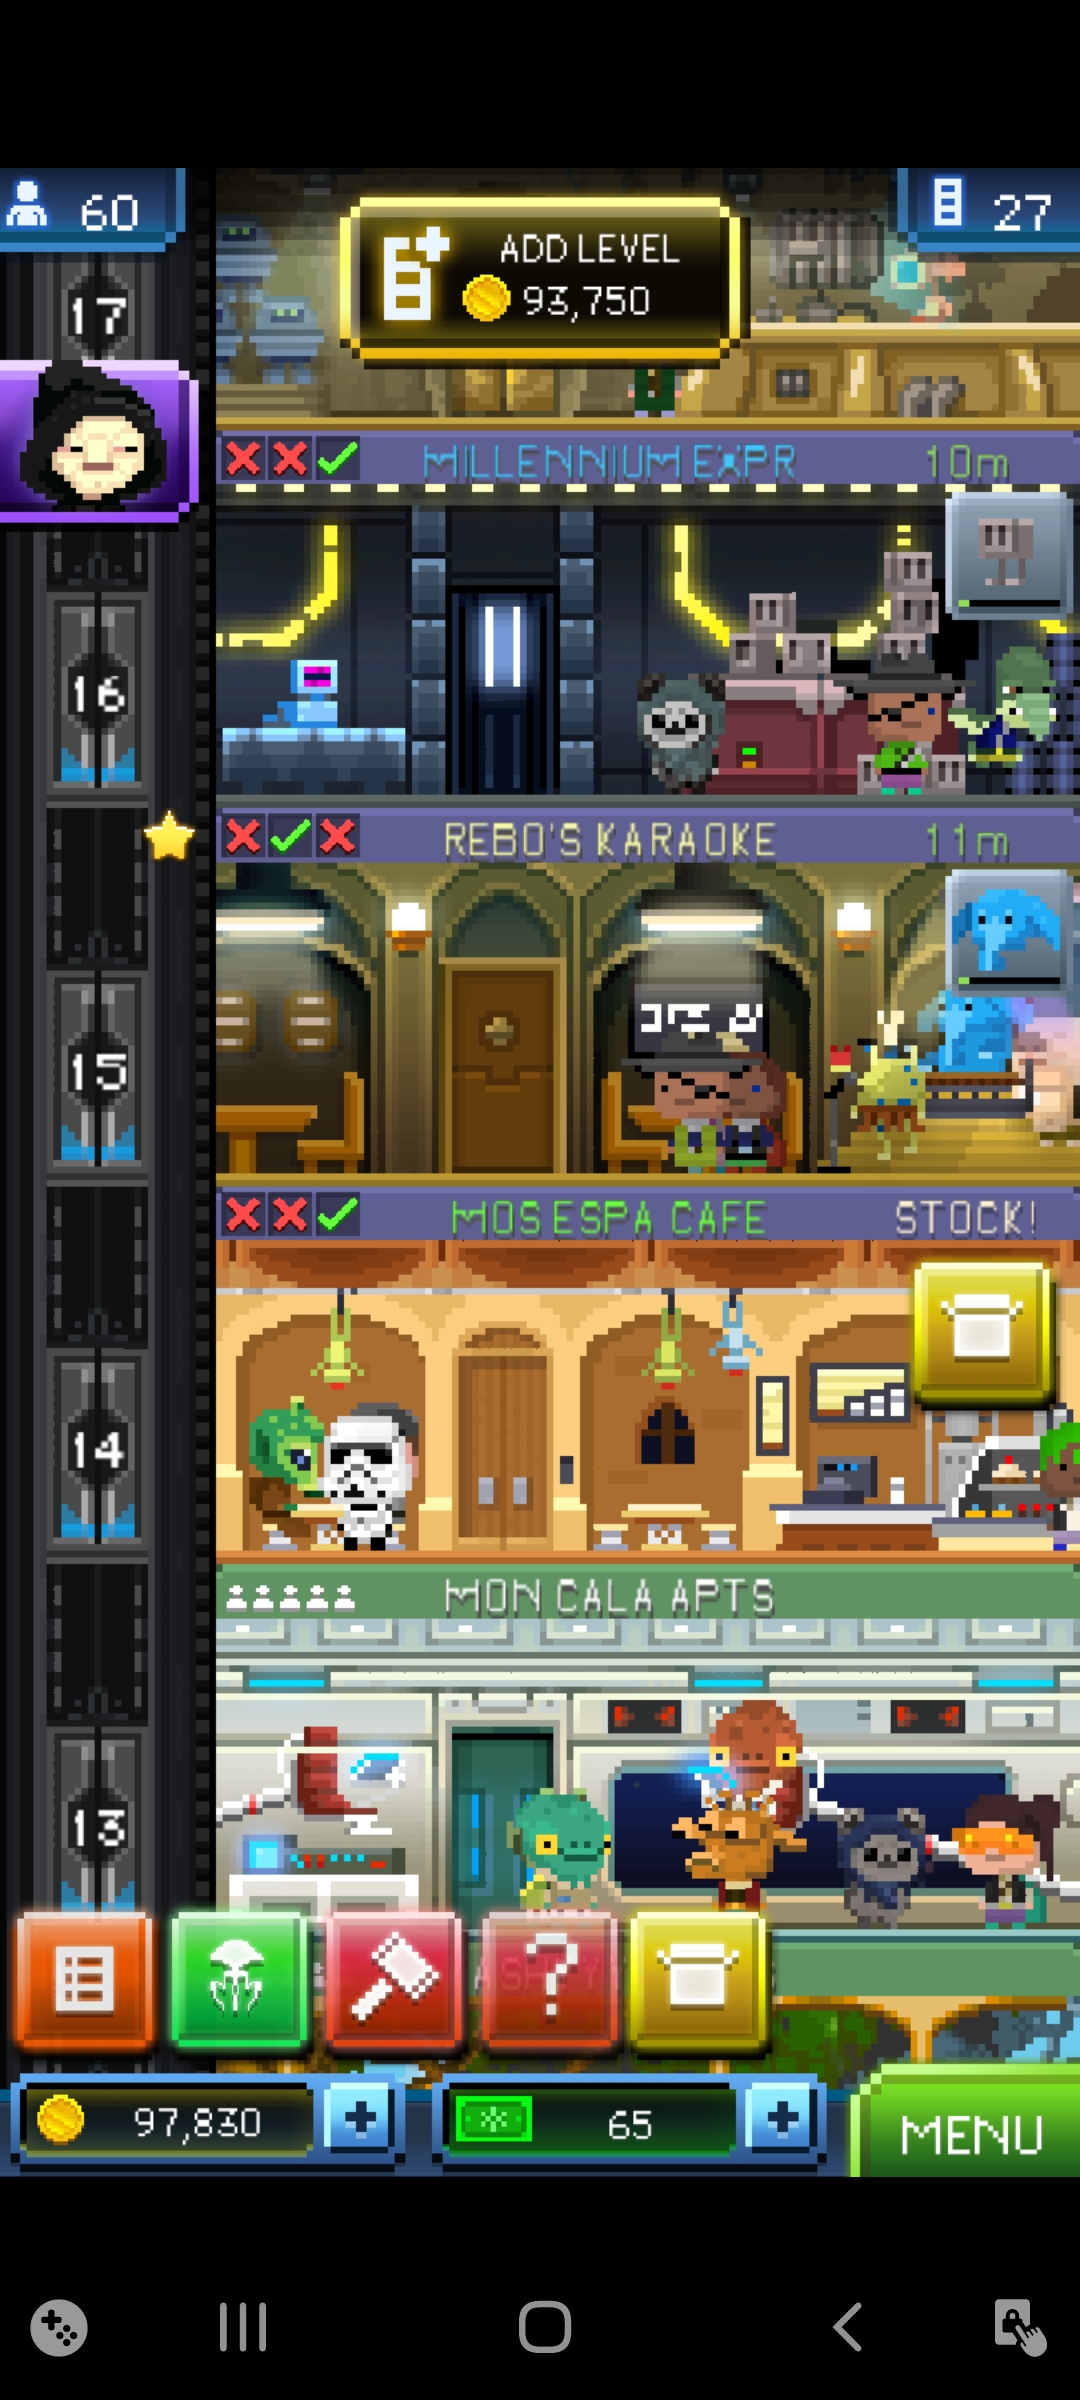 60
27
ADD LEVEL
93,750
17
MILLENNIUM EXPR
10m
16
REBO'S KARAOKE
11m
15
MOS ESPA CAFE
STOCK!
14
MON CALA APTS
13
?
97,830
65
MENU